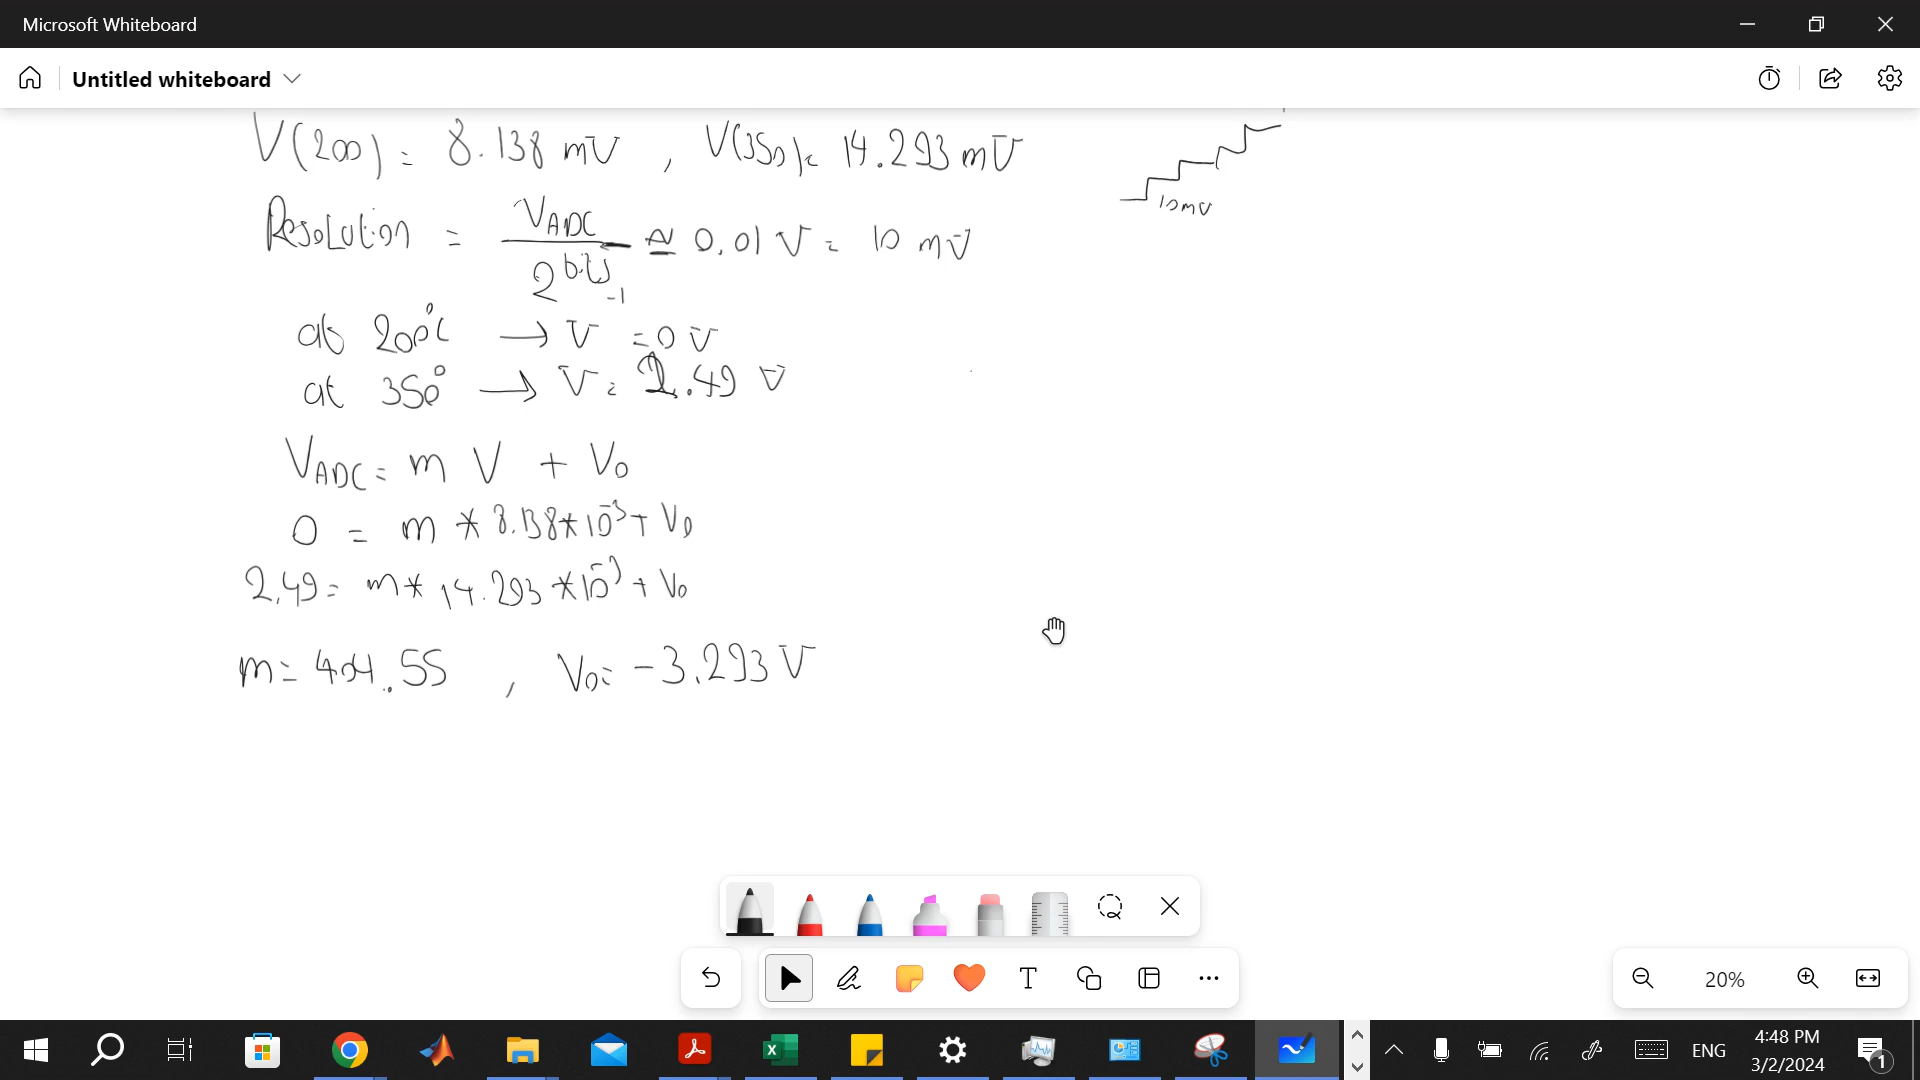 Microsoft Whiteboard
Untitled whiteboard
V(200) = 8.138 mV , V(350) = 14.293 mV
10mV
Resolution = VADC / 2^bits -1 ≅ 0.01 V = 10 mV
at 200°C → V = 0 V
at 350° → V = 2.49 V
VADC = m V + V0
0 = m * 8.138 * 10^-3 + V0
2.49 = m * 14.293 * 10^-3 + V0
m = 404.55 , V0 = -3.293 V
T
20%
ENG
4:48 PM
3/2/2024
1